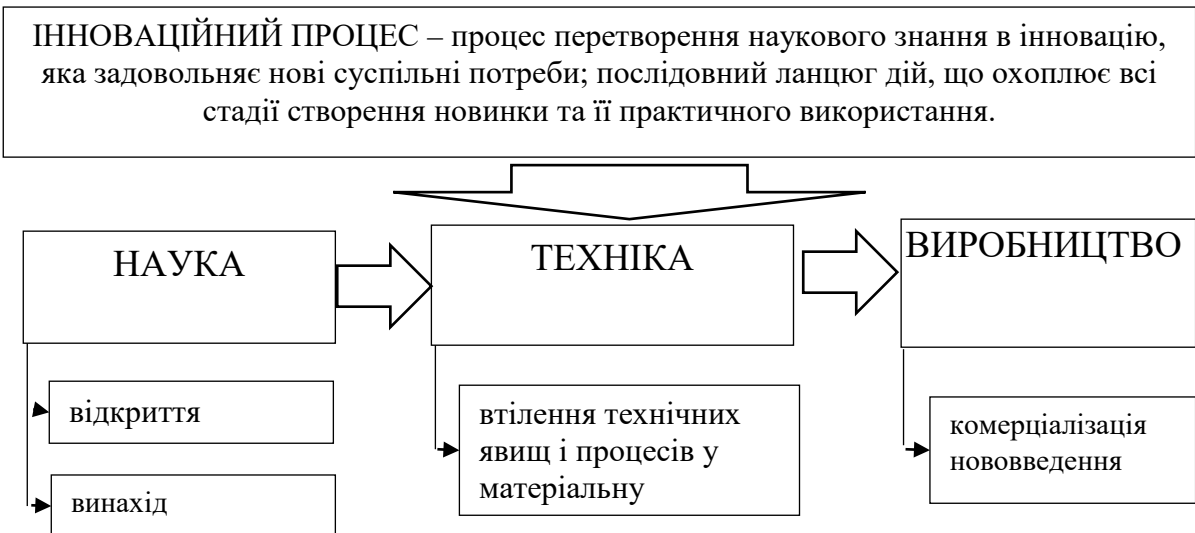 ІННОВАЦІЙНИЙ ПРОЦЕС – процес перетворення наукового знання в інновацію,
яка задовольняє нові суспільні потреби; послідовний ланцюг дій, що охоплює всі
стадії створення новинки та її практичного використання.
НАУКА
ТЕХНІКА
ВИРОБНИЦТВО
відкриття
винахід
втілення технічних
явищ і процесів у
матеріальну
комерціалізація
нововведення